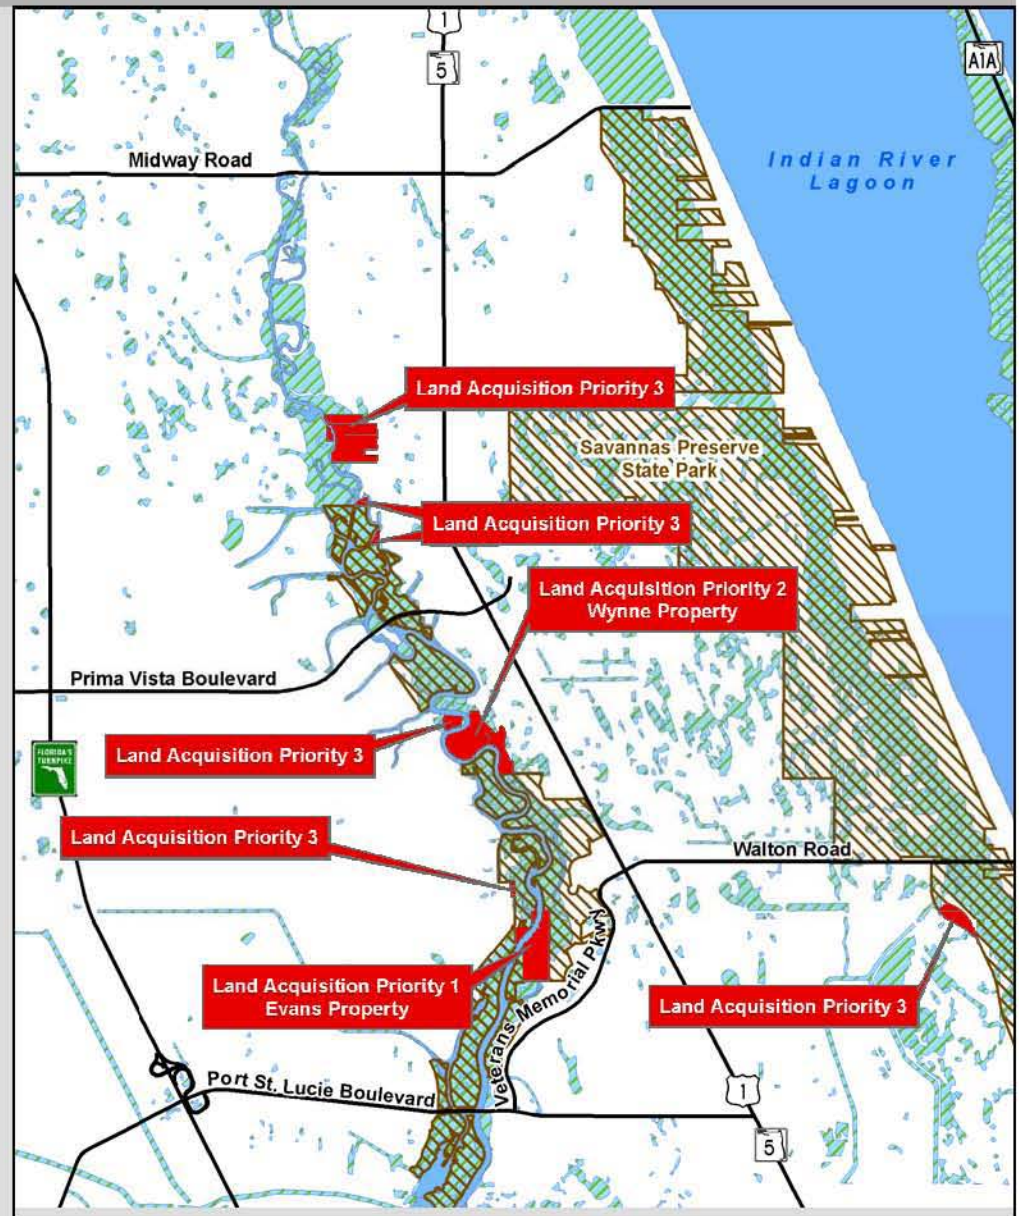 1
5
A1A
Midway Road
Indian River
Lagoon
Land Acquisition Priority 3
Savannas Preserve
State Park
Land Acquisition Priority 3
Land Acquisition Priority 2
Wynne Property
Prima Vista Boulevard
Land Acquisition Priority 3
FLORIDA'S
TURNPIKE
Land Acquisition Priority 3
Walton Road
Land Acquisition Priority 1
Evans Property
Veterans Memorial Pkwy
Land Acquisition Priority 3
Port St. Lucie Boulevard
1
5